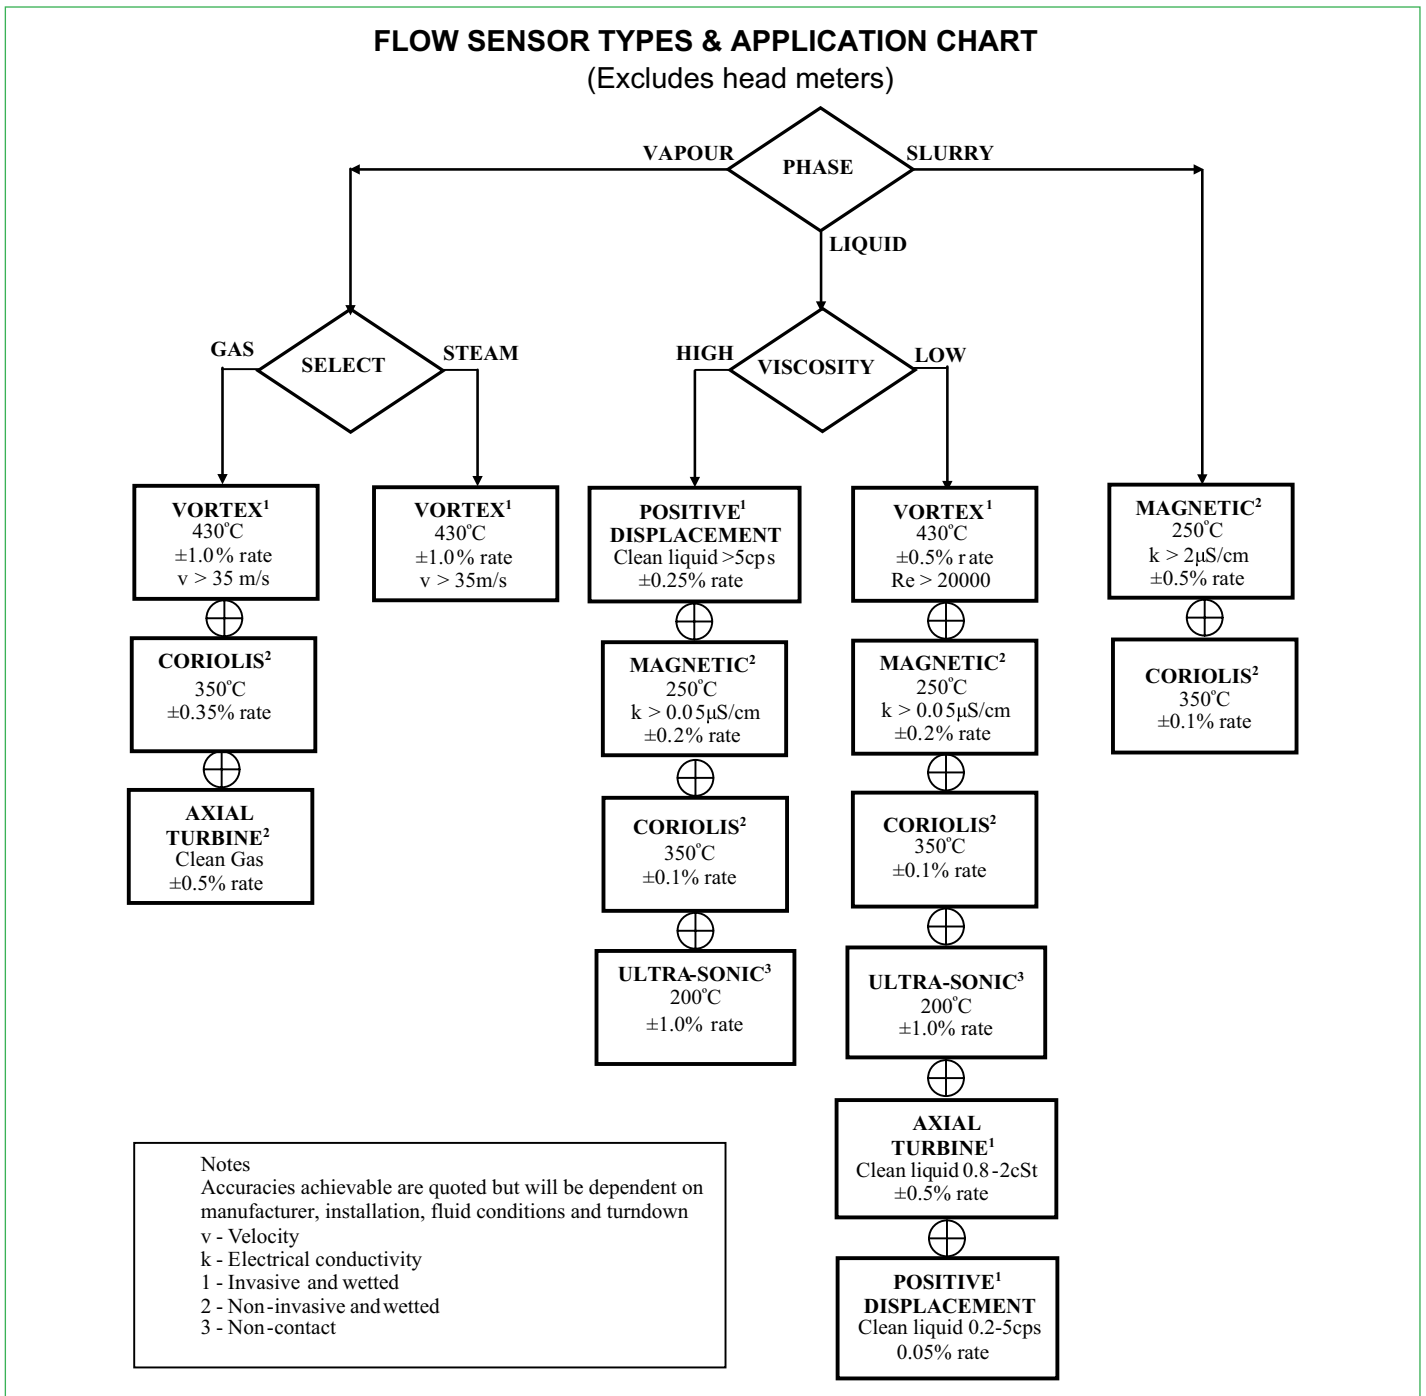 FLOW SENSOR TYPES & APPLICATION CHART
(Excludes head meters)
VAPOUR
PHASE
SLURRY
LIQUID
GAS
SELECT
STEAM
HIGH
VISCOSITY
LOW
VORTEX¹
430°C
±1.0% rate
v > 35 m/s
CORIOLIS²
350°C
±0.35% rate
AXIAL
TURBINE²
Clean Gas
±0.5% rate
VORTEX¹
430°C
±1.0% rate
v > 35m/s
POSITIVE¹
DISPLACEMENT
Clean liquid >5cps
±0.25% rate
MAGNETIC²
250°C
k > 0.05µS/cm
±0.2% rate
CORIOLIS²
350°C
±0.1% rate
ULTRA-SONIC³
200°C
±1.0% rate
VORTEX¹
430°C
±0.5% rate
Re > 20000
MAGNETIC²
250°C
k > 0.05µS/cm
±0.2% rate
CORIOLIS²
350°C
±0.1% rate
ULTRA-SONIC³
200°C
±1.0% rate
AXIAL
TURBINE¹
Clean liquid 0.8-2cSt
±0.5% rate
POSITIVE¹
DISPLACEMENT
Clean liquid 0.2-5cps
0.05% rate
MAGNETIC²
250°C
k > 2µS/cm
±0.5% rate
CORIOLIS²
350°C
±0.1% rate
Notes
Accuracies achievable are quoted but will be dependent on
manufacturer, installation, fluid conditions and turndown
v - Velocity
k - Electrical conductivity
1 - Invasive and wetted
2 - Non-invasive and wetted
3 - Non-contact